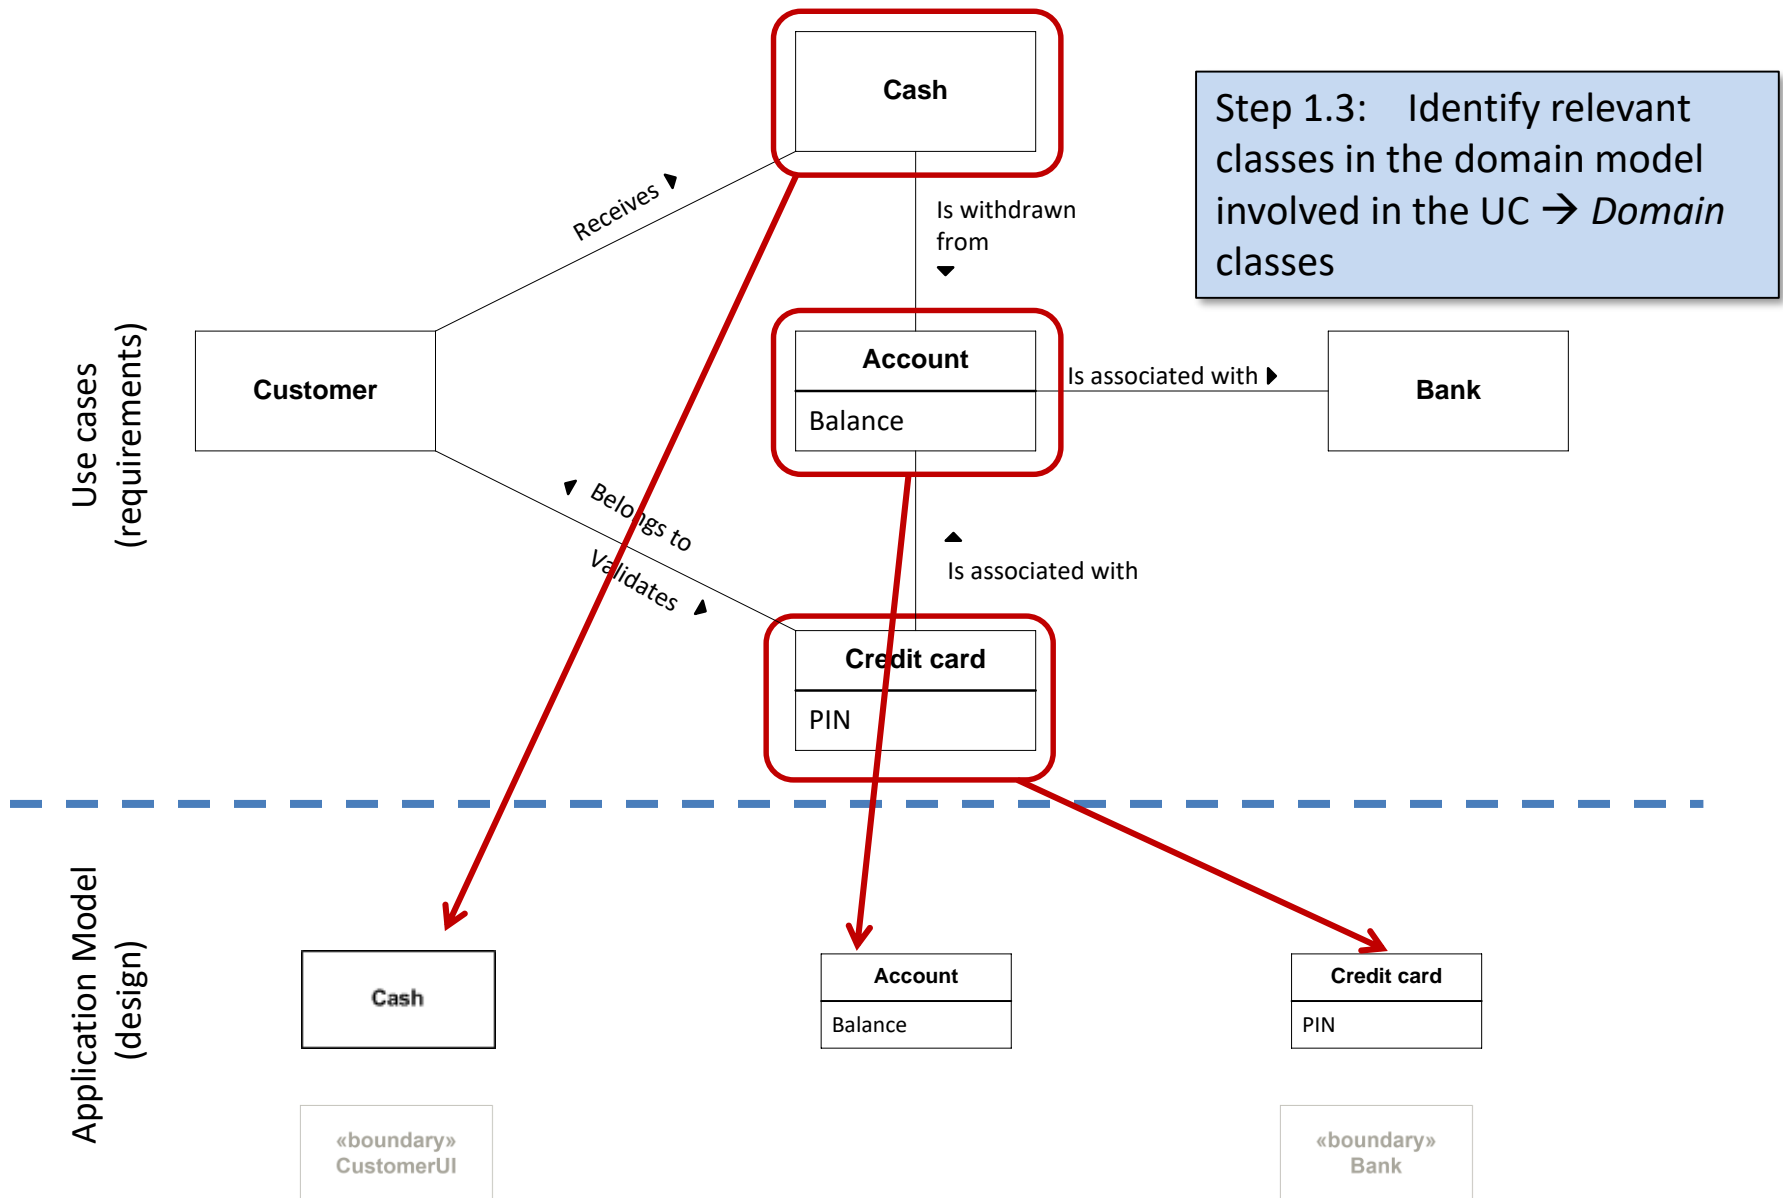 Cash
Step 1.3: Identify relevant
classes in the domain model
involved in the UC → Domain
classes
Receives ▶
Is withdrawn
from
▼
Use cases
(requirements)
Customer
Account
Balance
Is associated with ▶
Bank
◀ Belongs to
Validates ▶
▲
Is associated with
Credit card
PIN
Application Model
(design)
Cash
Account
Balance
Credit card
PIN
«boundary»
CustomerUI
«boundary»
Bank